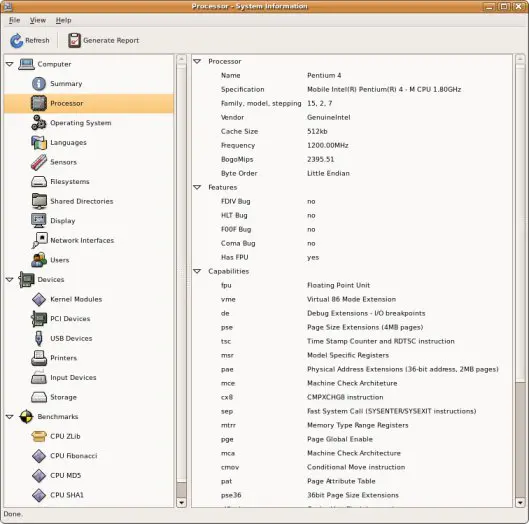 Processor - System Information
File View Help
Refresh Generate Report
Computer
Summary
Processor
Operating System
Languages
Sensors
Filesystems
Shared Directories
Display
Network Interfaces
Users
Devices
Kernel Modules
PCI Devices
USB Devices
Printers
Input Devices
Storage
Benchmarks
CPU ZLib
CPU Fibonacci
CPU MD5
CPU SHA1
Processor
Name Pentium 4
Specification Mobile Intel(R) Pentium(R) 4 - M CPU 1.80GHz
Family, model, stepping 15, 2, 7
Vendor GenuineIntel
Cache Size 512kb
Frequency 1200.00MHz
BogoMips 2395.51
Byte Order Little Endian
Features
FDIV Bug no
HLT Bug no
F00F Bug no
Coma Bug no
Has FPU yes
Capabilities
fpu Floating Point Unit
vme Virtual 86 Mode Extension
de Debug Extensions - I/O breakpoints
pse Page Size Extensions (4MB pages)
tsc Time Stamp Counter and RDTSC instruction
msr Model Specific Registers
pae Physical Address Extensions (36-bit address, 2MB pages)
mce Machine Check Architeture
cx8 CMPXCHG8 instruction
sep Fast System Call (SYSENTER/SYSEXIT instructions)
mtrr Memory Type Range Registers
pge Page Global Enable
mca Machine Check Architecture
cmov Conditional Move instruction
pat Page Attribute Table
pse36 36bit Page Size Extensions
Done.